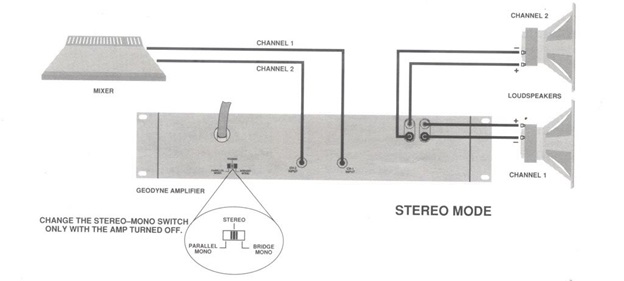 CHANNEL 2
CHANNEL 1
CHANNEL 2
MIXER
LOUDSPEAKERS
CHANNEL 1
GEODYNE AMPLIFIER
STEREO MODE
CHANGE THE STEREO–MONO SWITCH
ONLY WITH THE AMP TURNED OFF.
STEREO
PARALLEL
MONO
BRIDGE
MONO